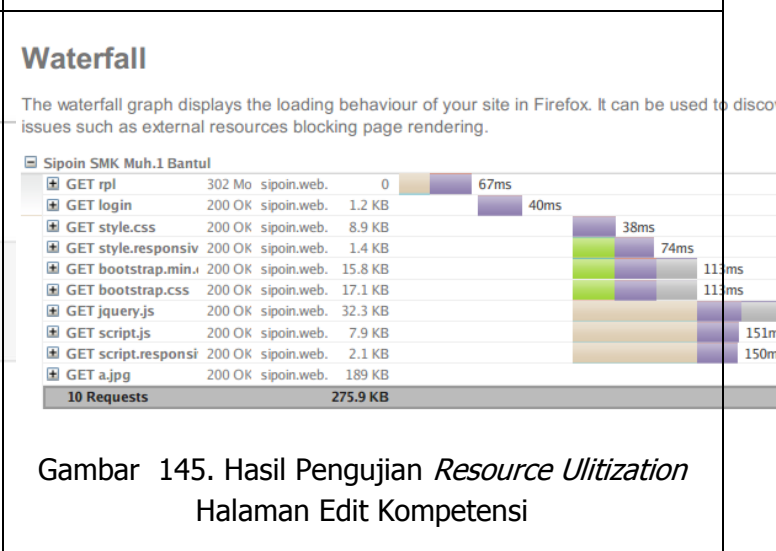 Waterfall
The waterfall graph displays the loading behaviour of your site in Firefox. It can be used to disco
issues such as external resources blocking page rendering.
Sipoin SMK Muh.1 Bantul
GET rpl 302 Mo sipoin.web. 0 67ms
GET login 200 OK sipoin.web. 1.2 KB 40ms
GET style.css 200 OK sipoin.web. 8.9 KB 38ms
GET style.responsiv 200 OK sipoin.web. 1.4 KB 74ms
GET bootstrap.min. 200 OK sipoin.web. 15.8 KB 113ms
GET bootstrap.css 200 OK sipoin.web. 17.1 KB 113ms
GET jquery.js 200 OK sipoin.web. 32.3 KB
GET script.js 200 OK sipoin.web. 7.9 KB 151m
GET script.responsi 200 OK sipoin.web. 2.1 KB 150m
GET a.jpg 200 OK sipoin.web. 189 KB
10 Requests 275.9 KB
Gambar 145. Hasil Pengujian Resource Ulitization
Halaman Edit Kompetensi